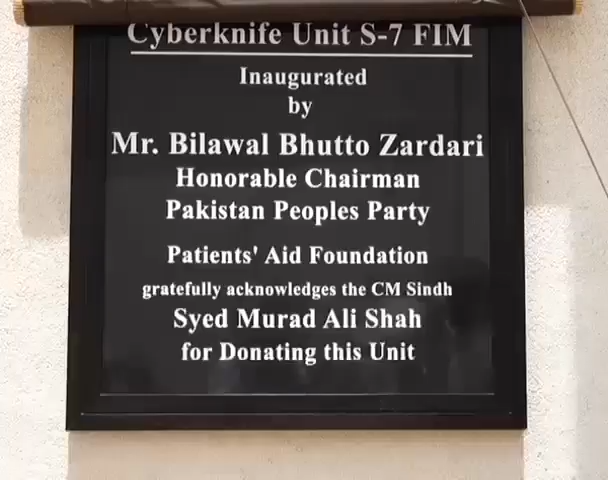 Cyberknife Unit S-7 FIM
Inaugurated
by
Mr. Bilawal Bhutto Zardari
Honorable Chairman
Pakistan Peoples Party
Patients' Aid Foundation
gratefully acknowledges the CM Sindh
Syed Murad Ali Shah
for Donating this Unit